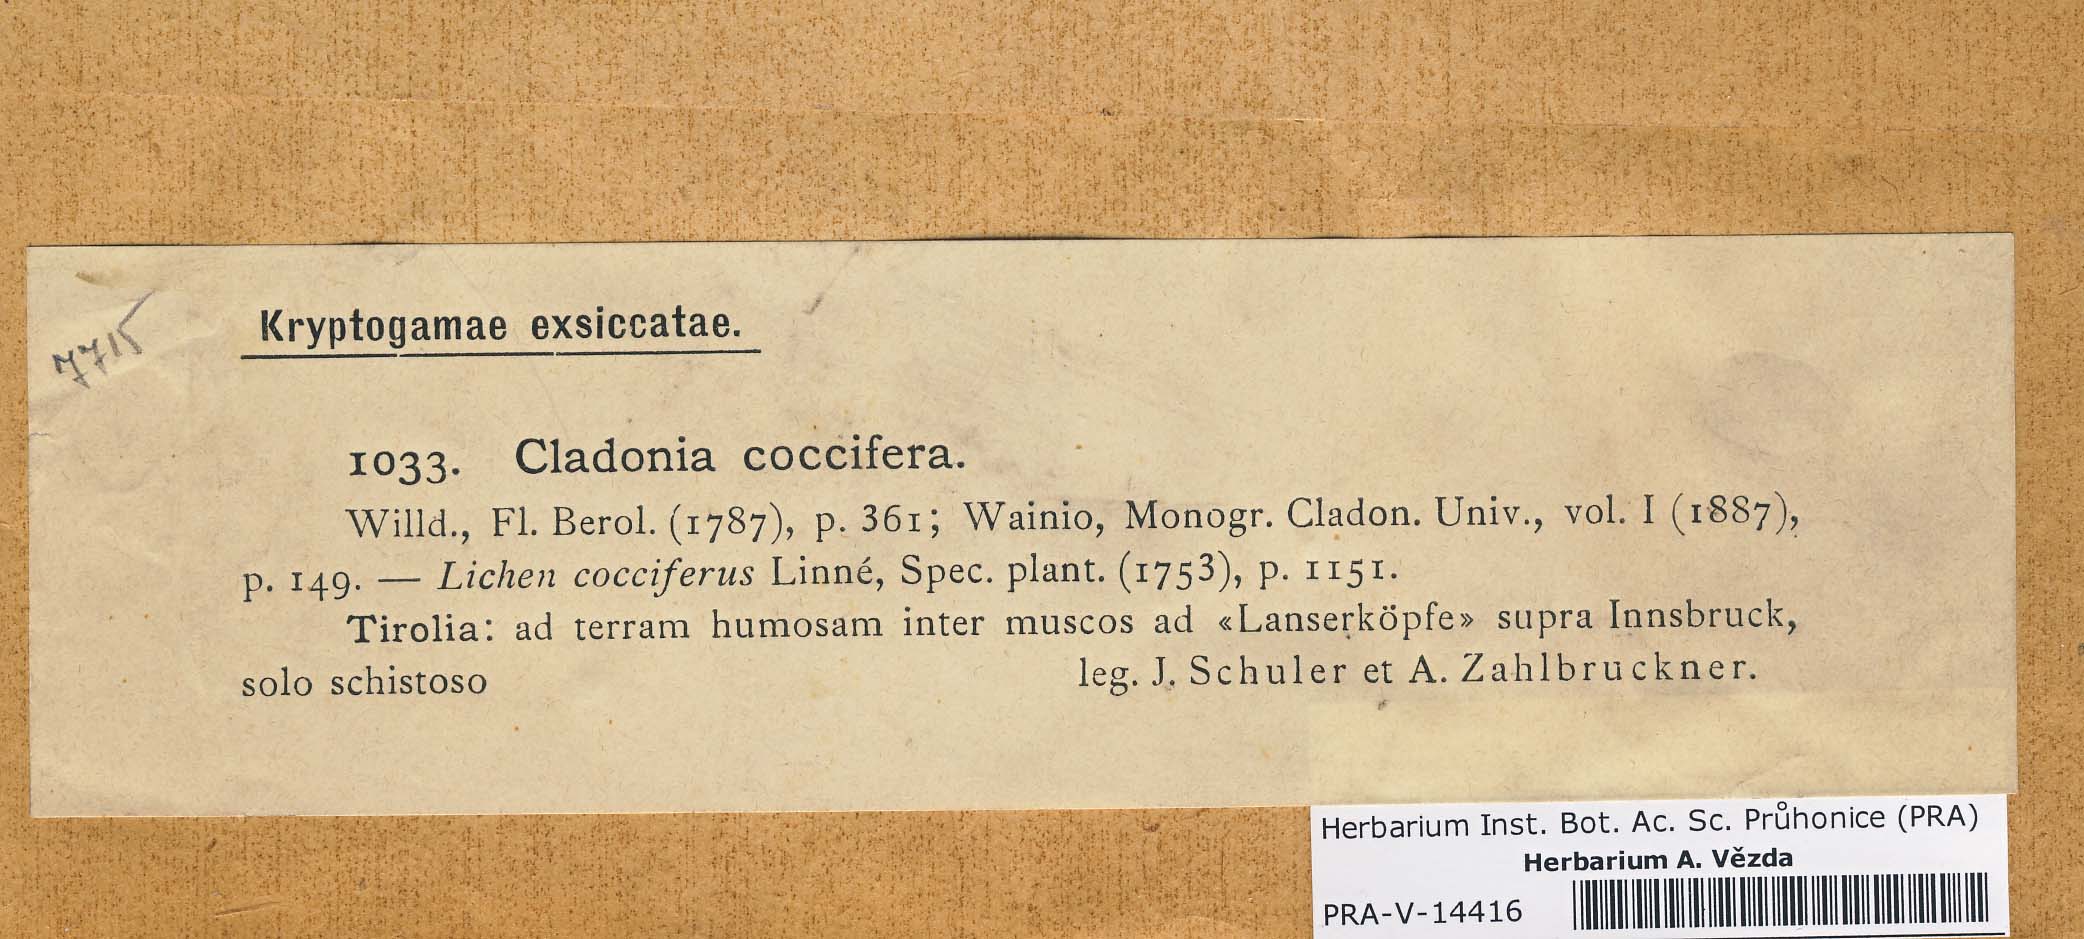 7715
Kryptogamae exsiccatae.
1033. Cladonia coccifera.
Willd., Fl. Berol. (1787), p. 361; Wainio, Monogr. Cladon. Univ., vol. I (1887),
p. 149. — Lichen cocciferus Linné, Spec. plant. (1753), p. 1151.
Tirolia: ad terram humosam inter muscos ad «Lanserköpfe» supra Innsbruck,
solo schistoso leg. J. Schuler et A. Zahlbruckner.
Herbarium Inst. Bot. Ac. Sc. Průhonice (PRA)
Herbarium A. Vězda
PRA-V-14416